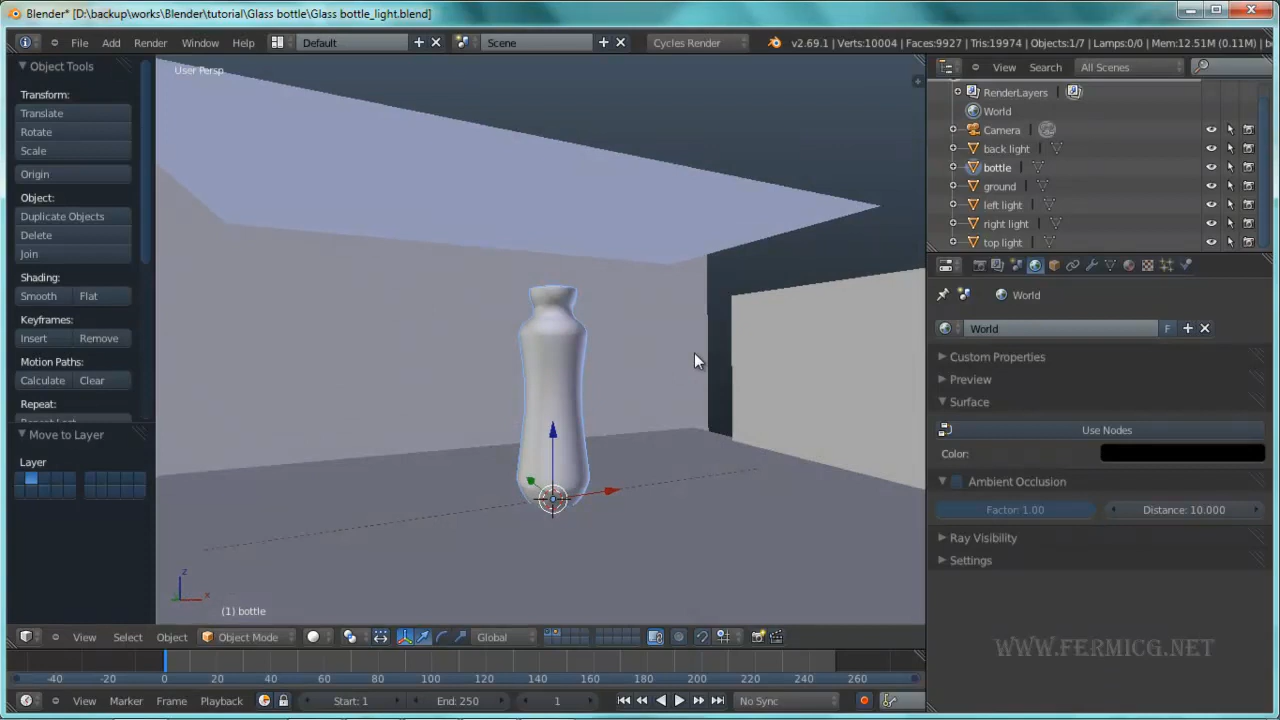 Blender* [D:\backup\works\Blender\tutorial\Glass bottle\Glass bottle_light.blend]
File Add Render Window Help Default Scene Cycles Render v2.69.1 | Verts:10004 | Faces:9927 | Tris:19974 | Objects:1/7 | Lamps:0/0 | Mem:12.51M (0.11M) | b
Object Tools
Transform:
Translate
Rotate
Scale
Origin
Object:
Duplicate Objects
Delete
Join
Shading:
Smooth Flat
Keyframes:
Insert Remove
Motion Paths:
Calculate Clear
Repeat:
Move to Layer
Layer
User Persp
z
x
(1) bottle
View Search All Scenes
RenderLayers
World
Camera
back light
bottle
ground
left light
right light
top light
World
World F
Custom Properties
Preview
Surface
Use Nodes
Color:
Ambient Occlusion
Factor: 1.00 Distance: 10.000
Ray Visibility
Settings
WWW.FERMICG.NET
View Select Object Object Mode Global
-40 -20 0 20 40 60 80 100 120 140 160 180 200 220 240 260
View Marker Frame Playback Start: 1 End: 250 1 No Sync